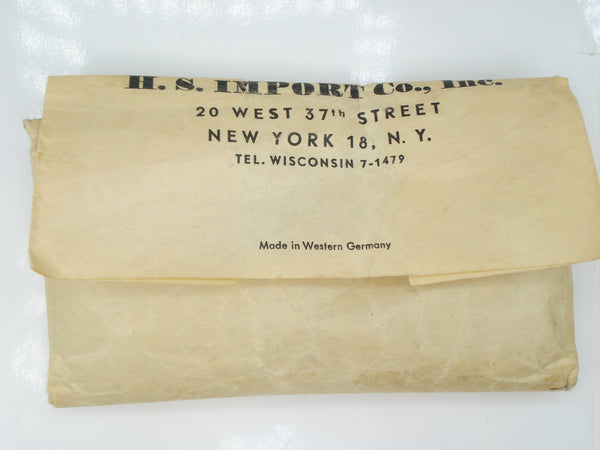 H. S. IMPORT Co., Inc.
20 WEST 37th STREET
NEW YORK 18, N. Y.
TEL. WISCONSIN 7-1479
Made in Western Germany